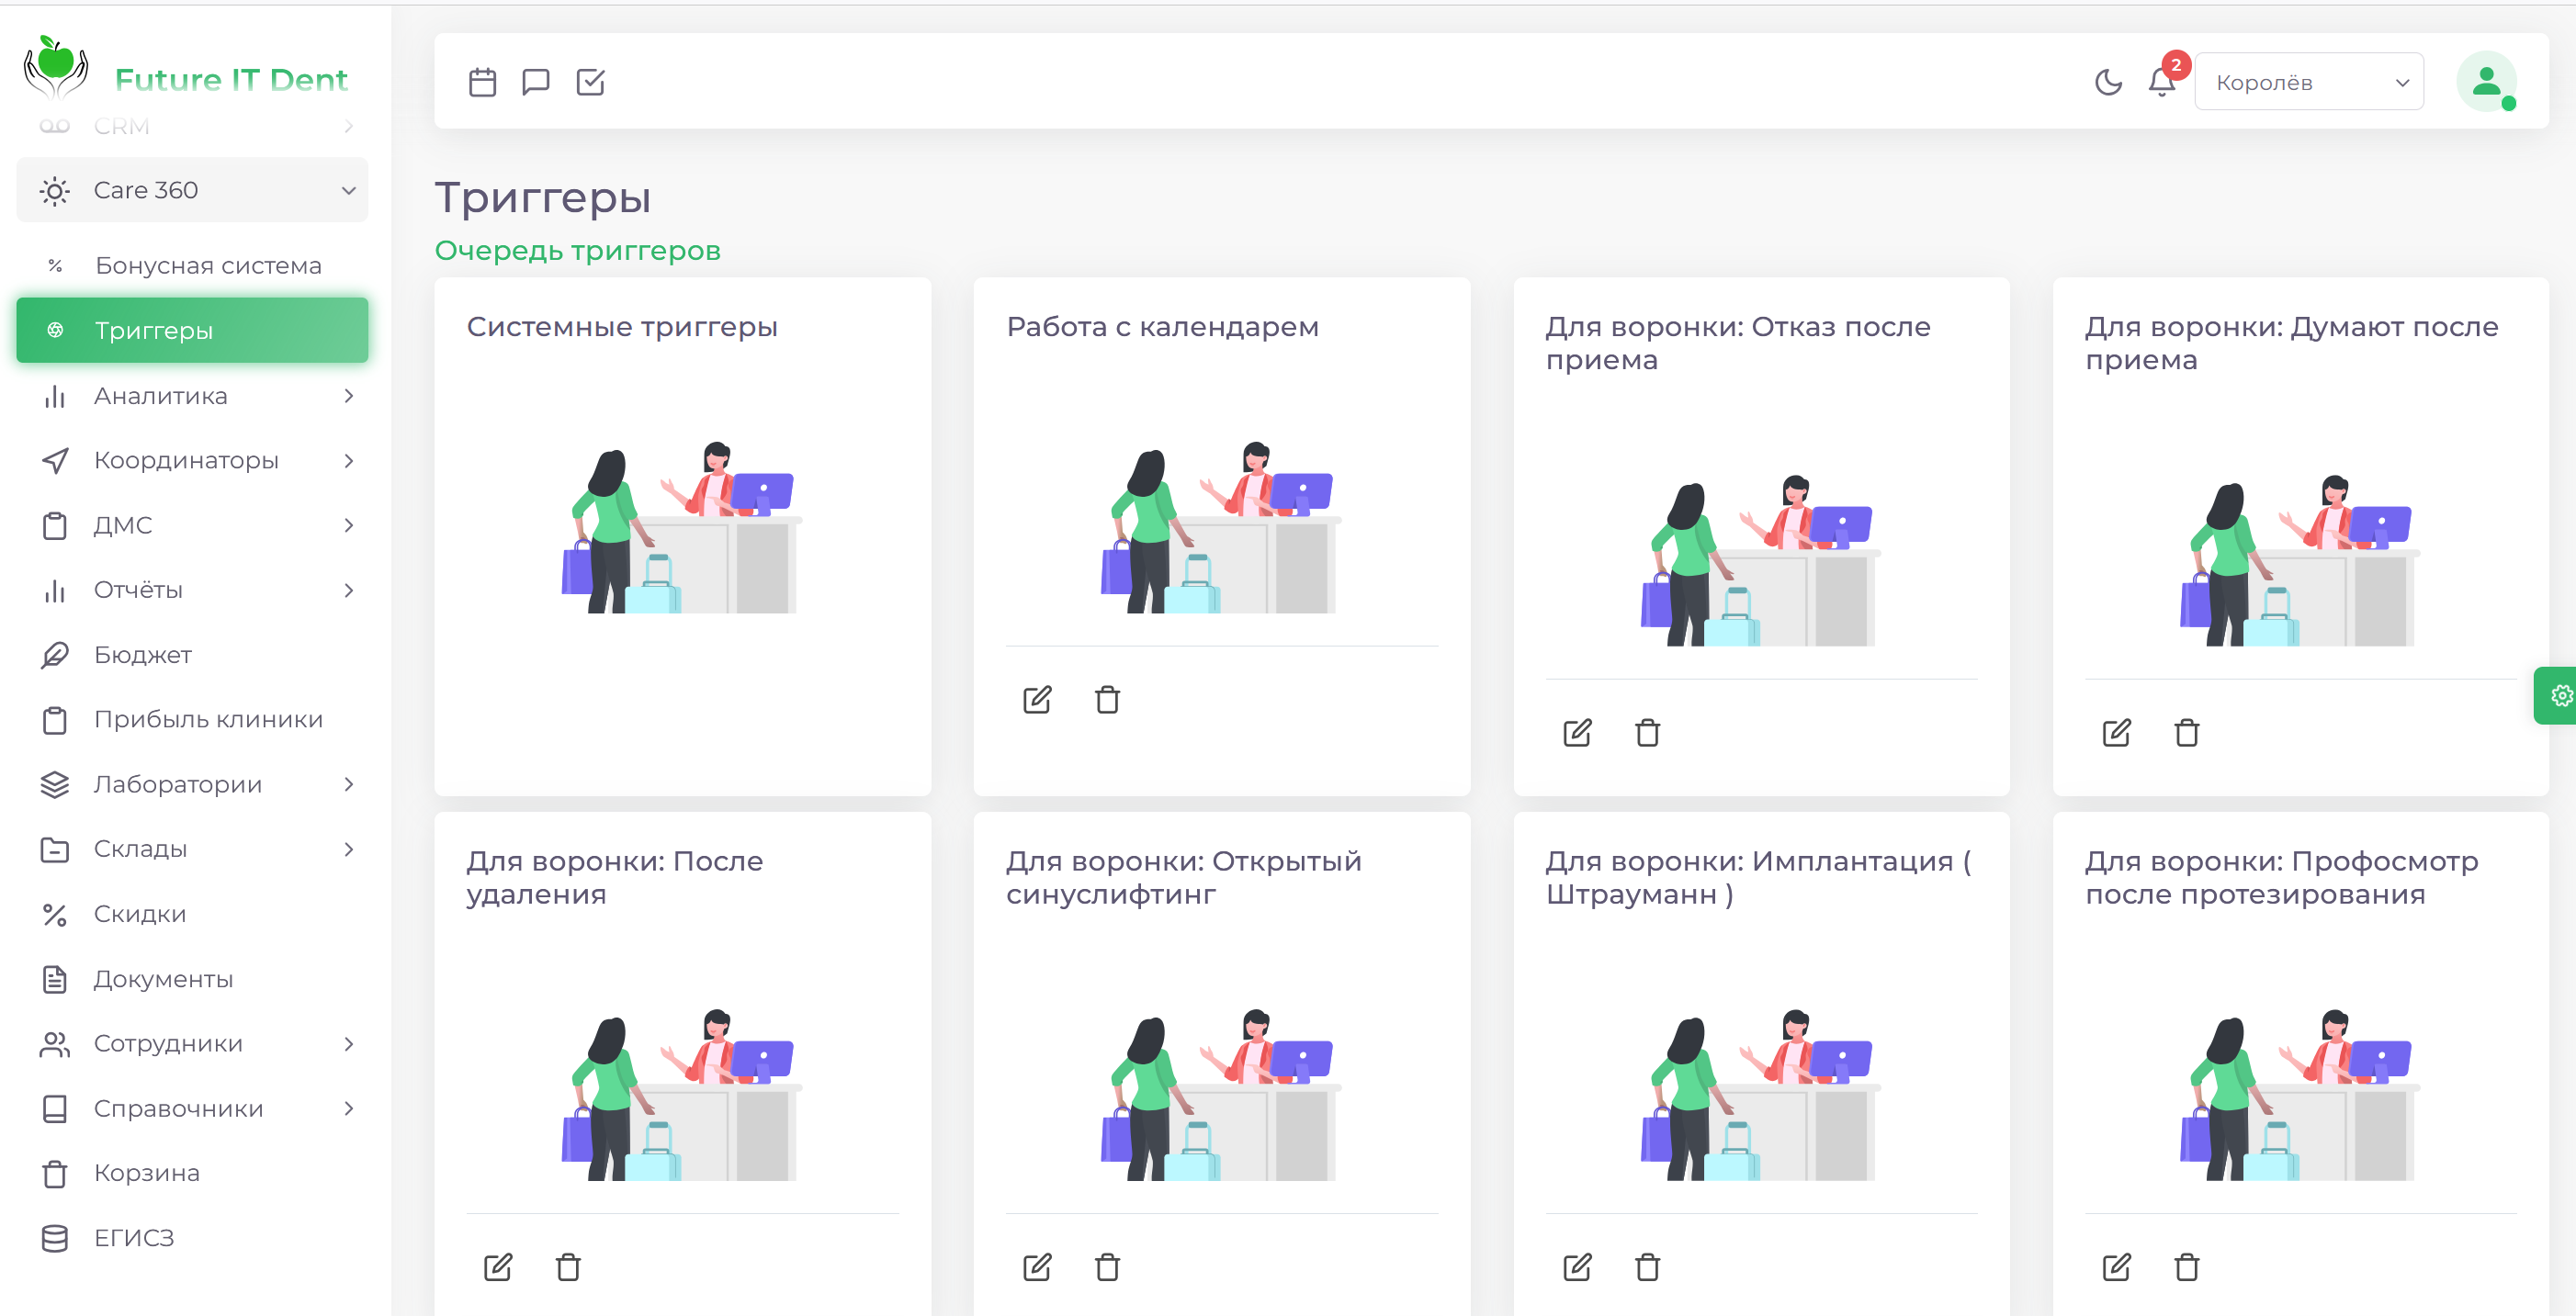 Future IT Dent
CRM
Care 360
Бонусная система
Триггеры
Аналитика
Координаторы
ДМС
Отчёты
Бюджет
Прибыль клиники
Лаборатории
Склады
Скидки
Документы
Сотрудники
Справочники
Корзина
ЕГИСЗ
2
Королёв
Триггеры
Очередь триггеров
Системные триггеры
Работа с календарем
Для воронки: Отказ после
приема
Для воронки: Думают после
приема
Для воронки: После
удаления
Для воронки: Открытый
синуслифтинг
Для воронки: Имплантация (
Штрауманн )
Для воронки: Профосмотр
после протезирования